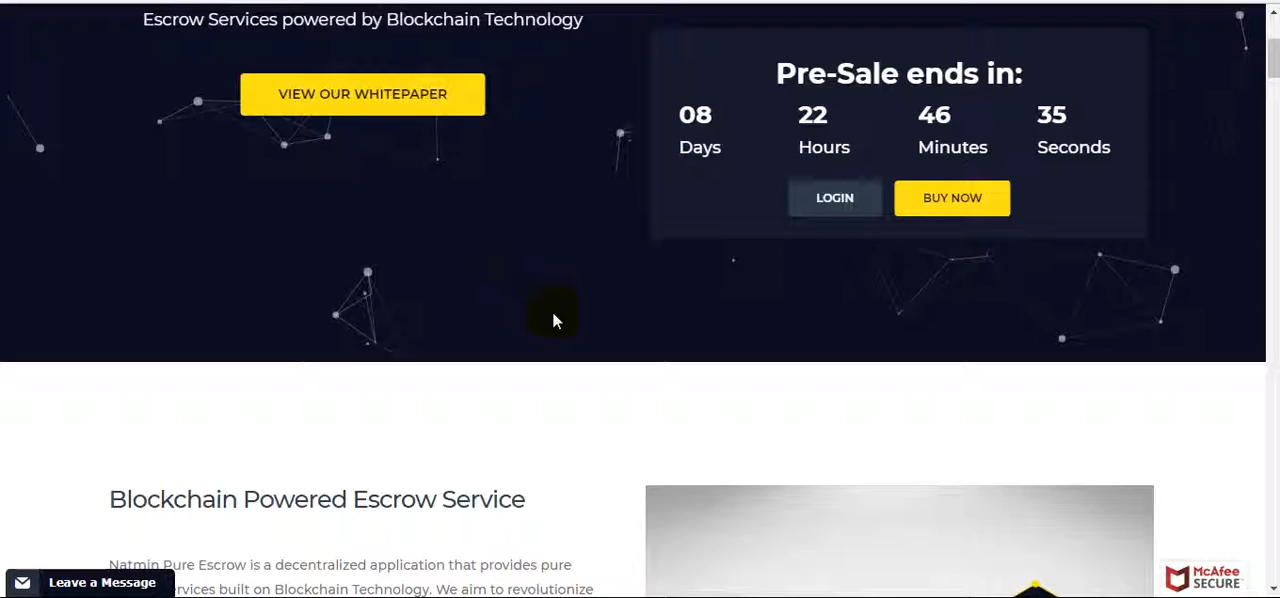 Escrow Services powered by Blockchain Technology
VIEW OUR WHITEPAPER
Pre-Sale ends in:
08 22 46 35
Days Hours Minutes Seconds
LOGIN BUY NOW
Blockchain Powered Escrow Service
Natmin Pure Escrow is a decentralized application that provides pure
rvices built on Blockchain Technology. We aim to revolutionize
Leave a Message
McAfee
SECURE